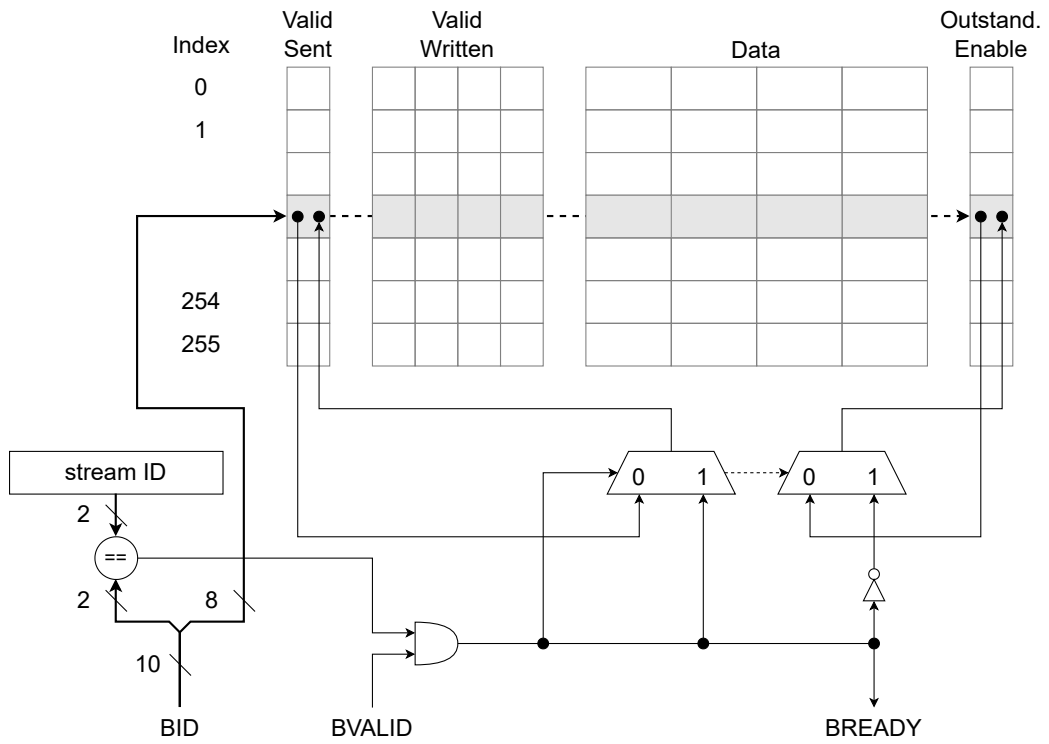 Index
Valid
Sent
Valid
Written
Data
Outstand.
Enable
0
1
254
255
stream ID
2
==
2
8
10
0 1
0 1
BID
BVALID
BREADY